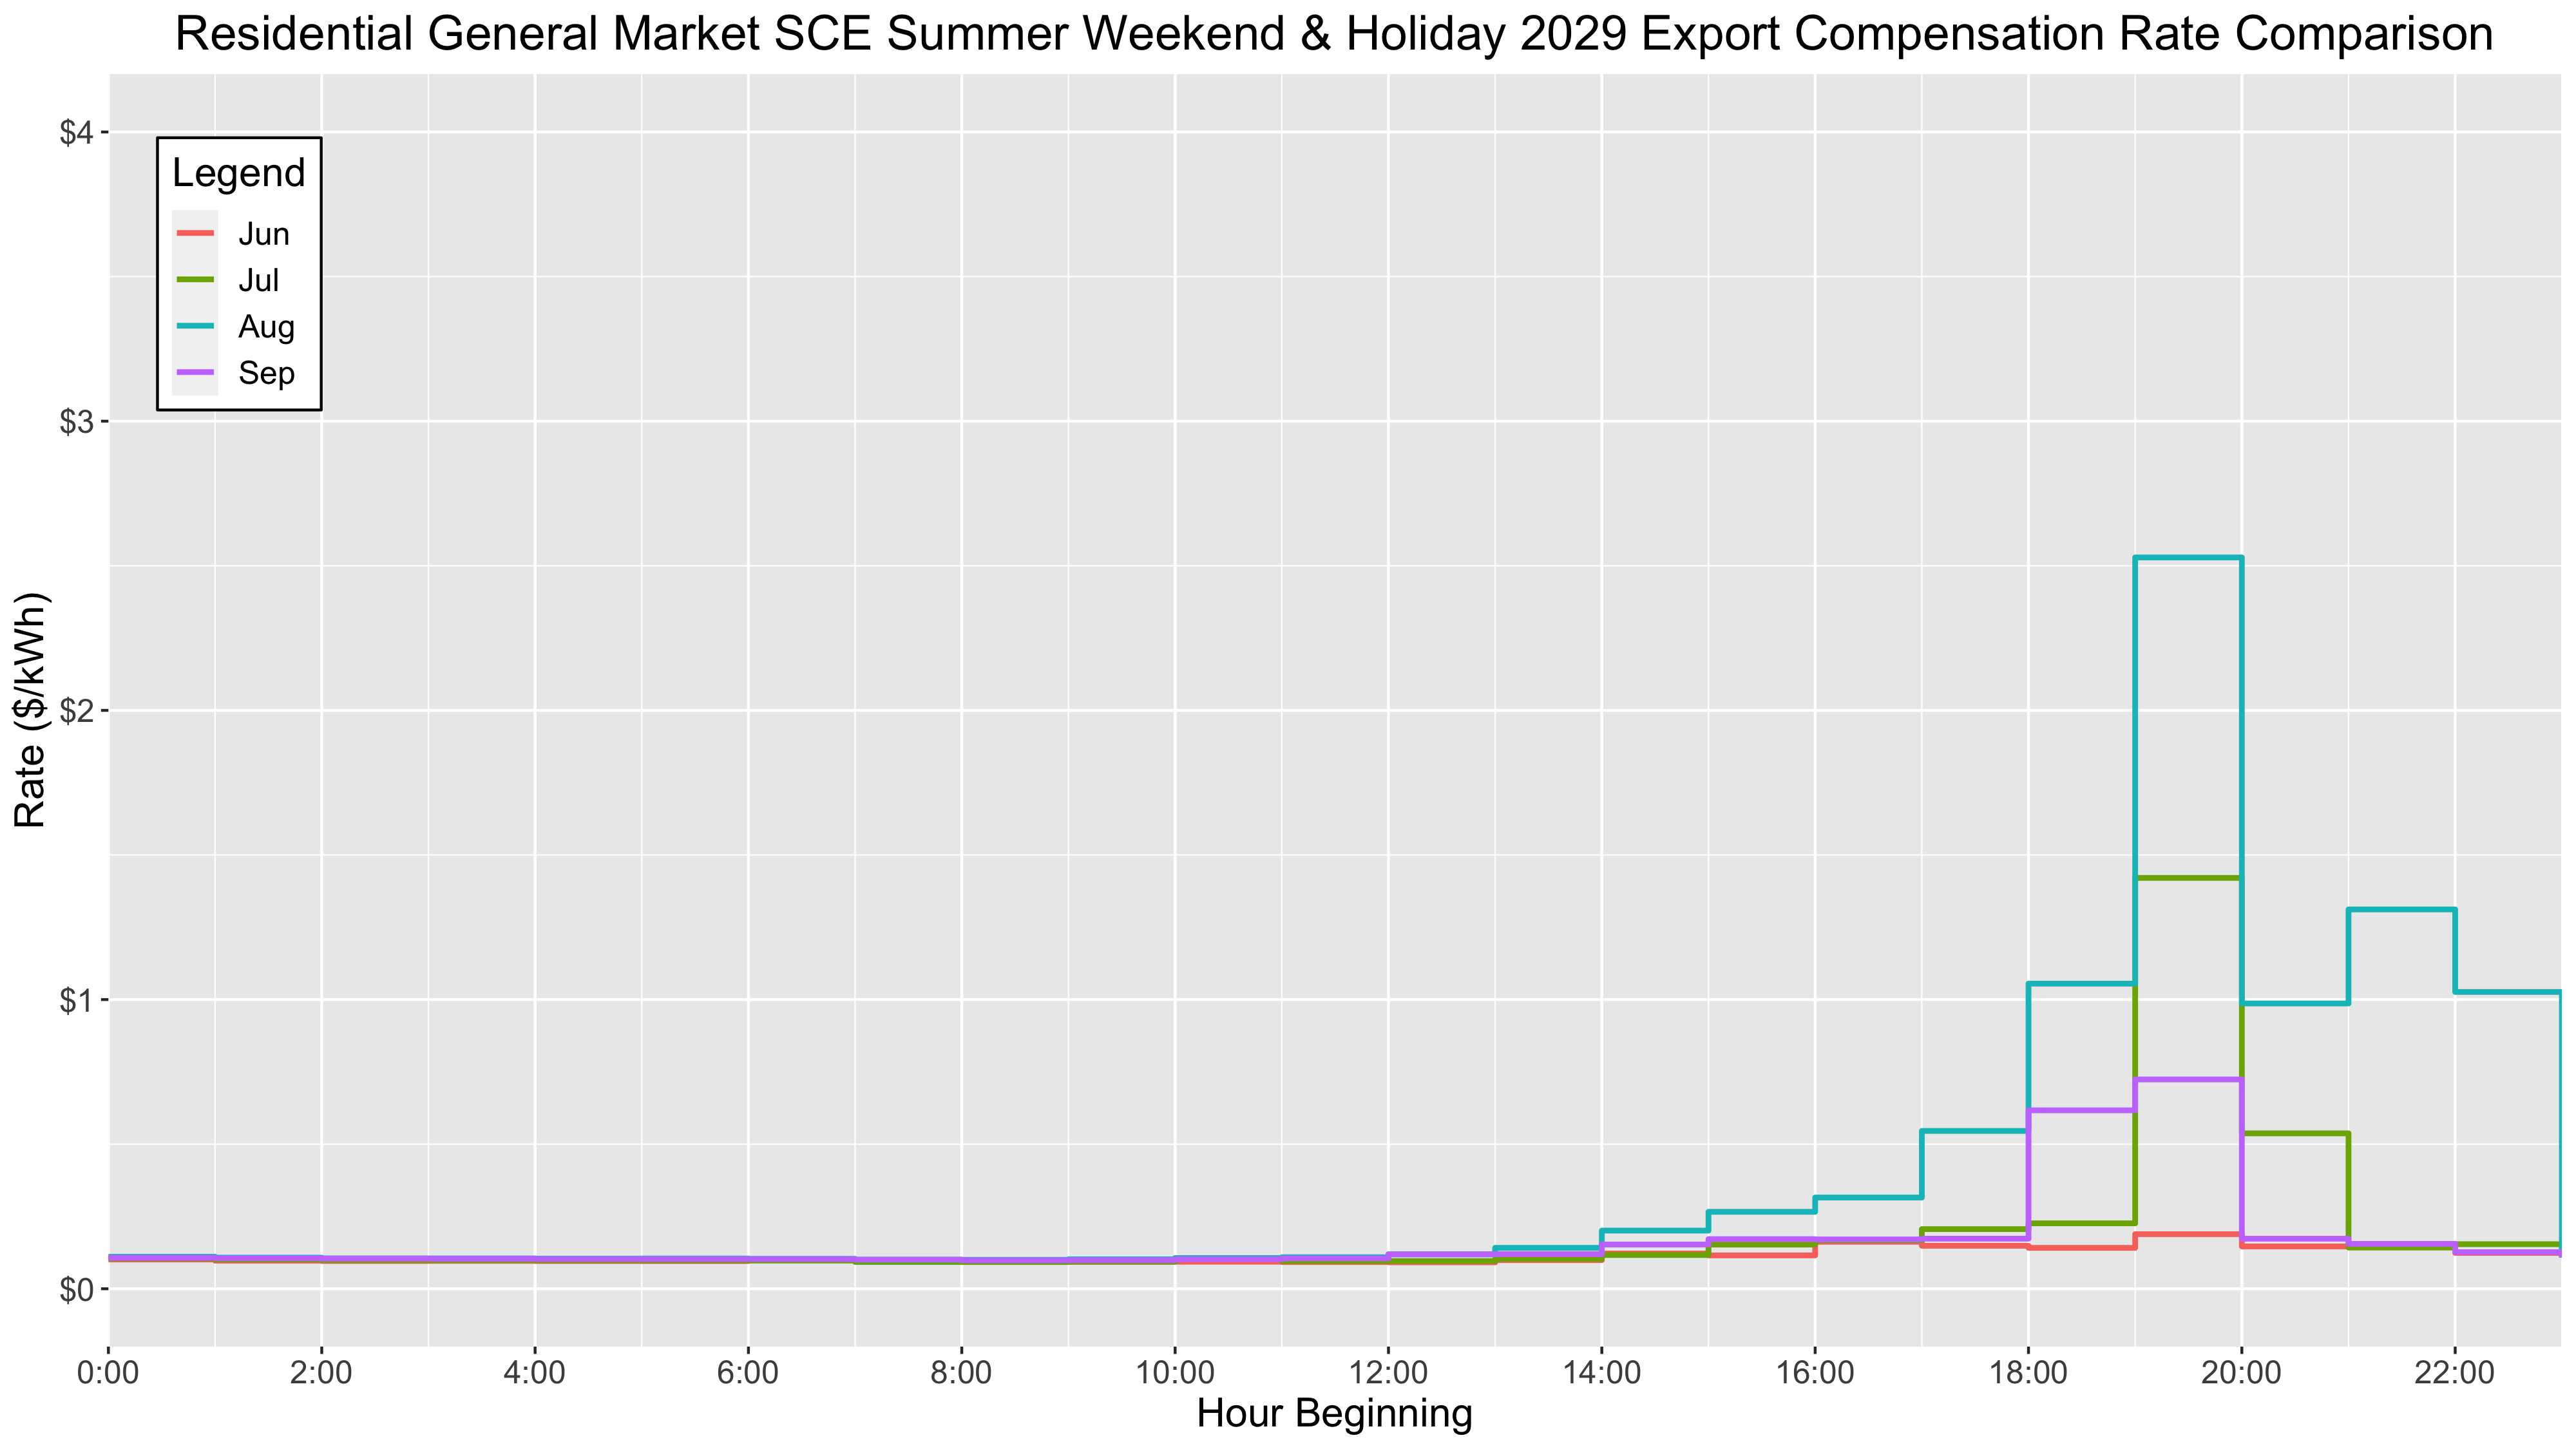 Residential General Market SCE Summer Weekend & Holiday 2029 Export Compensation Rate Comparison
Legend
Jun
Jul
Aug
Sep
Rate ($/kWh)
$4
$3
$2
$1
$0
0:00 2:00 4:00 6:00 8:00 10:00 12:00 14:00 16:00 18:00 20:00 22:00
Hour Beginning